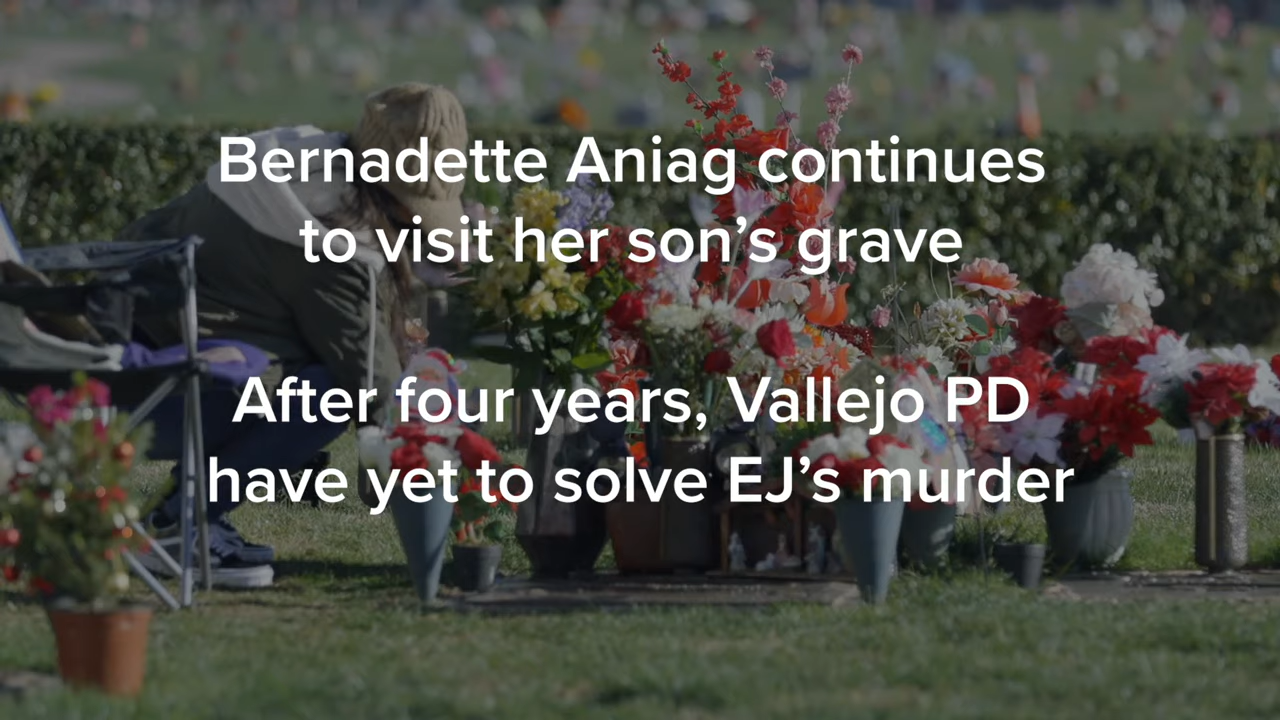 Bernadette Aniag continues
to visit her son’s grave
After four years, Vallejo PD
have yet to solve EJ’s murder